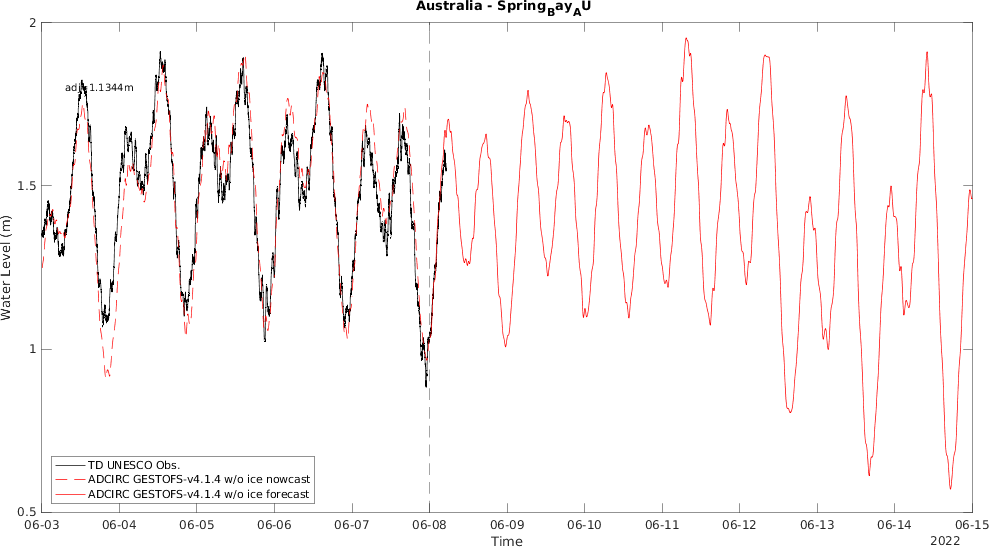 Australia - SpringBayAU
2
adj: 1.1344m
1.5
Water Level (m)
1
TD UNESCO Obs.
ADCIRC GESTOFS-v4.1.4 w/o ice nowcast
ADCIRC GESTOFS-v4.1.4 w/o ice forecast
0.5
06-03 06-04 06-05 06-06 06-07 06-08 06-09 06-10 06-11 06-12 06-13 06-14 06-15
Time
2022